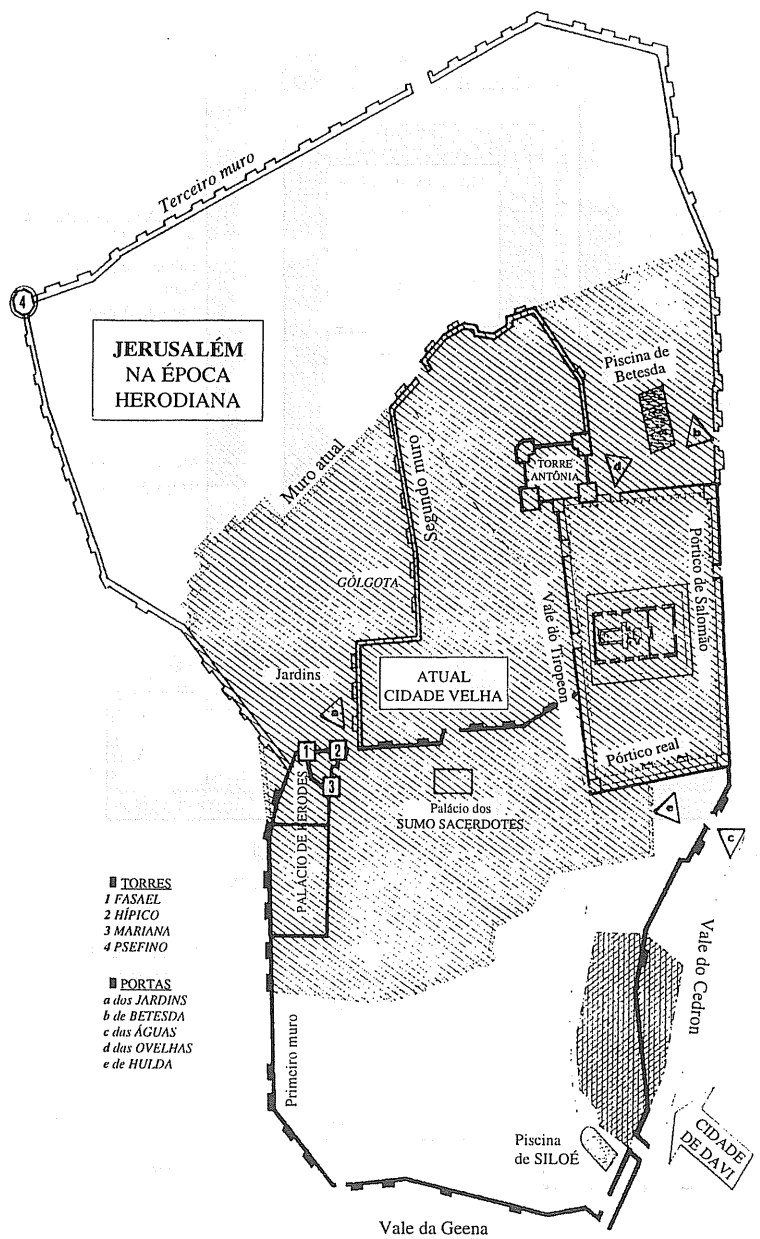 Terceiro muro
4
JERUSALÉM
NA ÉPOCA
HERODIANA
Piscina de
Betesda
b
Muro atual
Segundo muro
TORRE
ANTÔNIA
d
GÓLGOTA
Vale do Tiropeon
Pórtico de Salomão
Jardins
a
ATUAL
CIDADE VELHA
1
2
3
Pórtico real
Palácio dos
SUMO SACERDOTES
PALÁCIO DE HERODES
e
c
TORRES
1 FASAEL
2 HÍPICO
3 MARIANA
4 PSEFINO
PORTAS
a dos JARDINS
b de BETESDA
c das ÁGUAS
d das OVELHAS
e de HULDA
Vale do Cedron
Primeiro muro
Piscina
de SILOÉ
CIDADE
DE DAVI
Vale da Geena